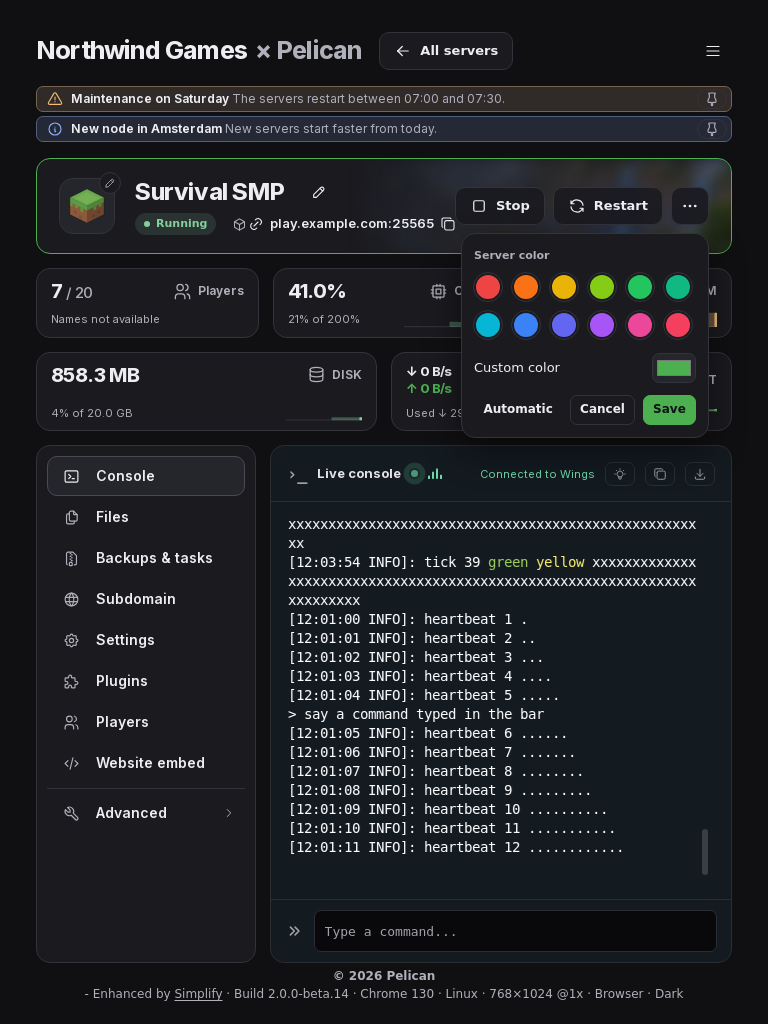 Northwind Games × Pelican
All servers
Maintenance on Saturday The servers restart between 07:00 and 07:30.
New node in Amsterdam New servers start faster from today.
Survival SMP
Running
play.example.com:25565
Stop
Restart
Server color
Custom color
Automatic
Cancel
Save
7 / 20
Players
Names not available
41.0%
21% of 200%
858.3 MB
DISK
4% of 20.0 GB
↓ 0 B/s
↑ 0 B/s
Used ↓ 29
Console
Files
Backups & tasks
Subdomain
Settings
Plugins
Players
Website embed
Advanced
Live console
Connected to Wings
xxxxxxxxxxxxxxxxxxxxxxxxxxxxxxxxxxxxxxxxxxxxxxxxxxx
xx
[12:03:54 INFO]: tick 39 green yellow xxxxxxxxxxxxx
xxxxxxxxxxxxxxxxxxxxxxxxxxxxxxxxxxxxxxxxxxxxxxxxxxx
xxxxxxxxx
[12:01:00 INFO]: heartbeat 1 .
[12:01:01 INFO]: heartbeat 2 ..
[12:01:02 INFO]: heartbeat 3 ...
[12:01:03 INFO]: heartbeat 4 ....
[12:01:04 INFO]: heartbeat 5 .....
> say a command typed in the bar
[12:01:05 INFO]: heartbeat 6 ......
[12:01:06 INFO]: heartbeat 7 .......
[12:01:07 INFO]: heartbeat 8 ........
[12:01:08 INFO]: heartbeat 9 .........
[12:01:09 INFO]: heartbeat 10 ..........
[12:01:10 INFO]: heartbeat 11 ...........
[12:01:11 INFO]: heartbeat 12 ............
Type a command...
© 2026 Pelican
- Enhanced by Simplify · Build 2.0.0-beta.14 · Chrome 130 · Linux · 768×1024 @1x · Browser · Dark